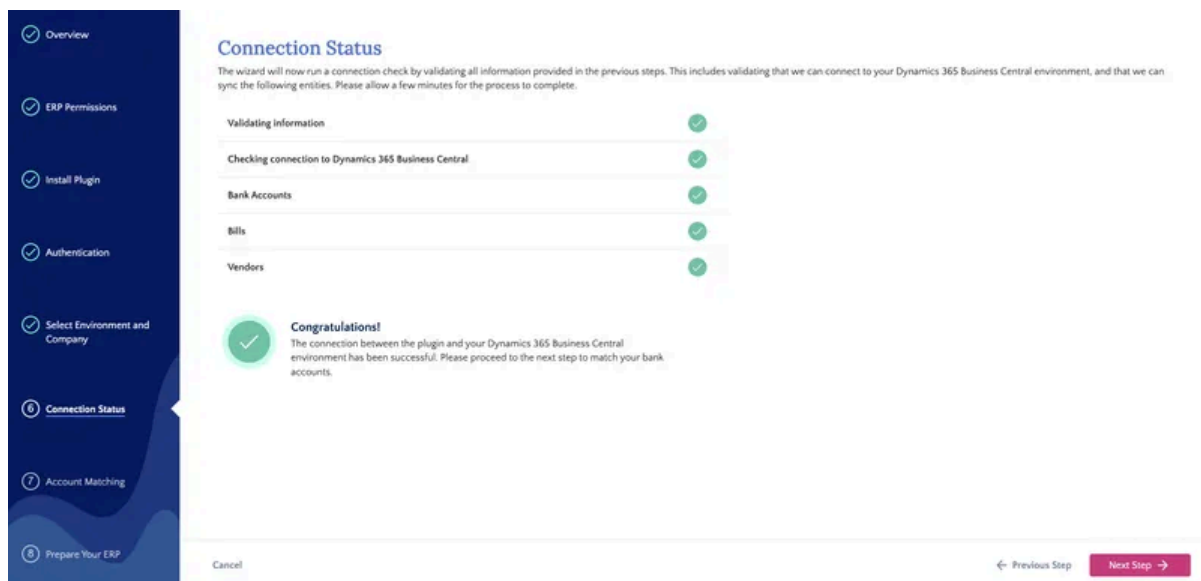 Overview
ERP Permissions
Install Plugin
Authentication
Select Environment and
Company
6 Connection Status
7 Account Matching
8 Prepare Your ERP
Connection Status
The wizard will now run a connection check by validating all information provided in the previous steps. This includes validating that we can connect to your Dynamics 365 Business Central environment, and that we can
sync the following entities. Please allow a few minutes for the process to complete.
Validating information
Checking connection to Dynamics 365 Business Central
Bank Accounts
Bills
Vendors
Congratulations!
The connection between the plugin and your Dynamics 365 Business Central
environment has been successful. Please proceed to the next step to match your bank
accounts.
Cancel
Previous Step
Next Step